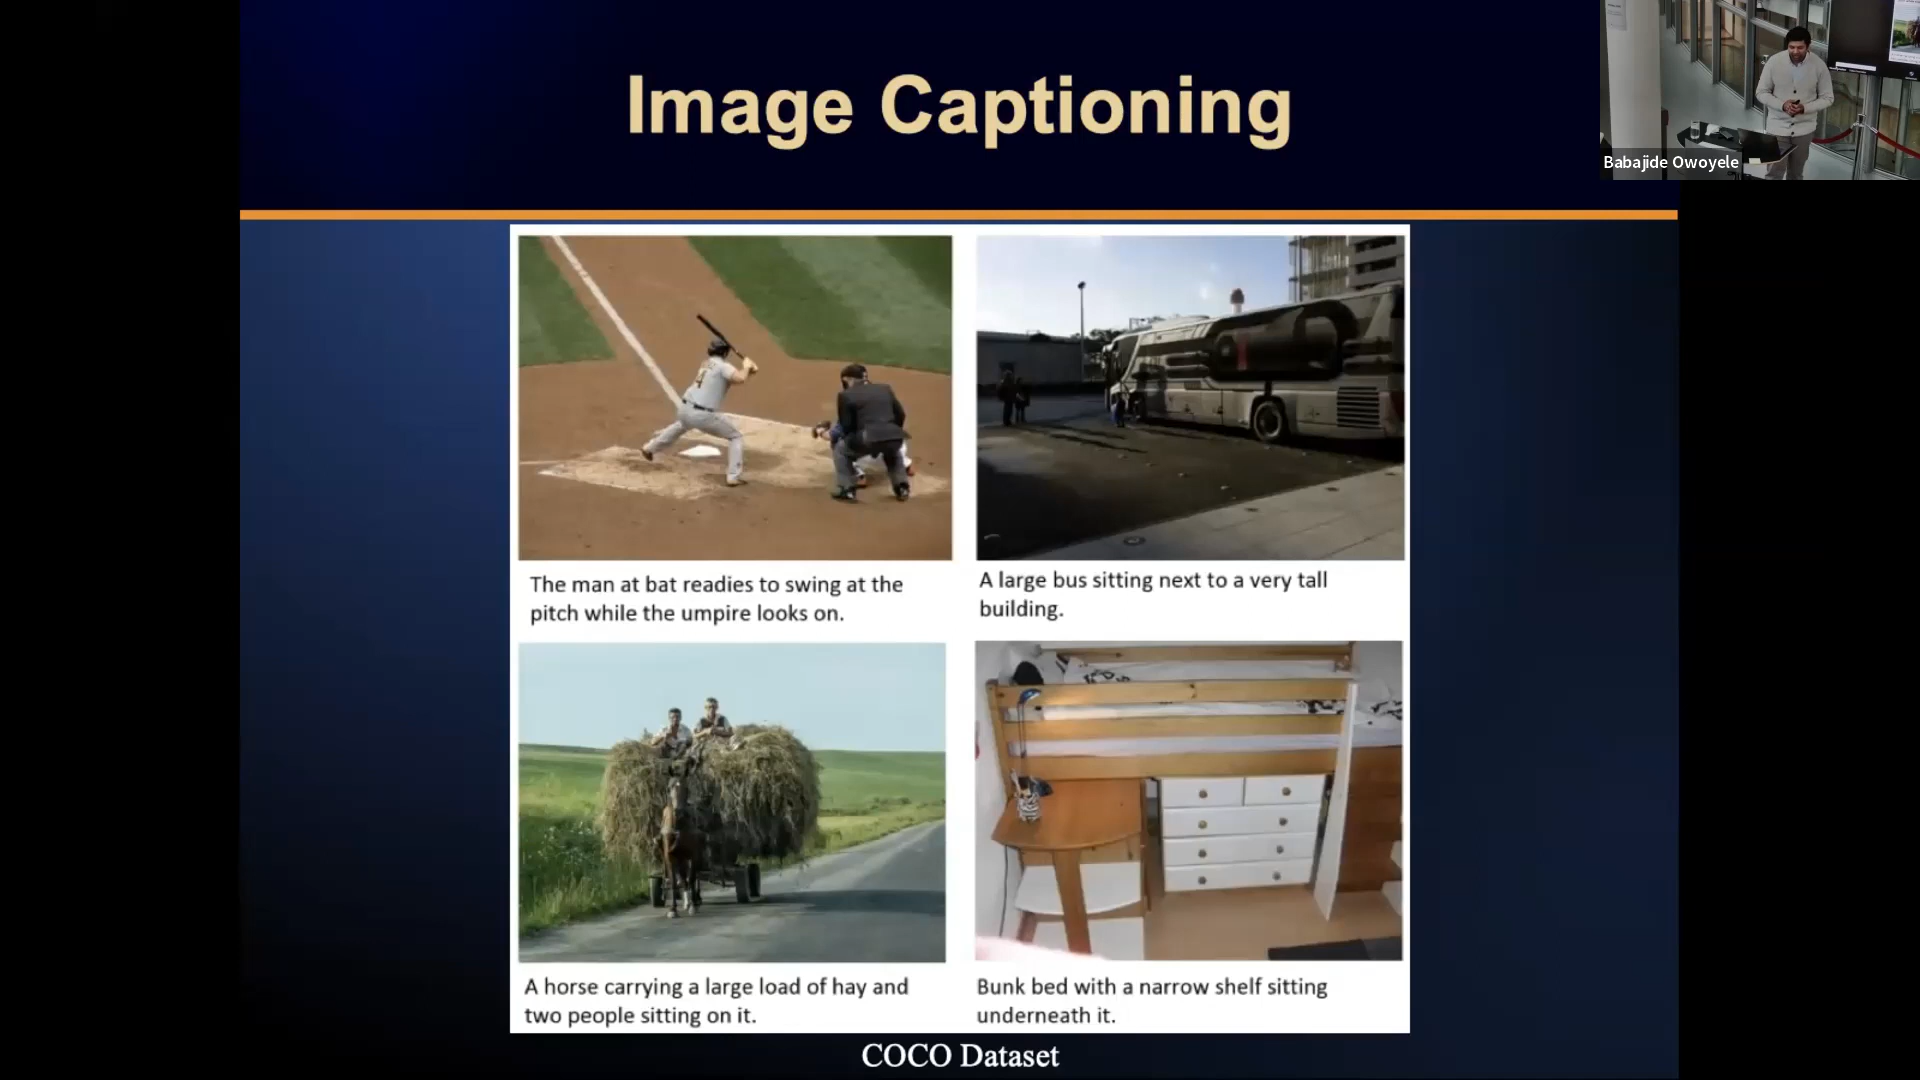 Image Captioning
Babajide Owoyele
The man at bat readies to swing at the
pitch while the umpire looks on.
A large bus sitting next to a very tall
building.
A horse carrying a large load of hay and
two people sitting on it.
Bunk bed with a narrow shelf sitting
underneath it.
COCO Dataset